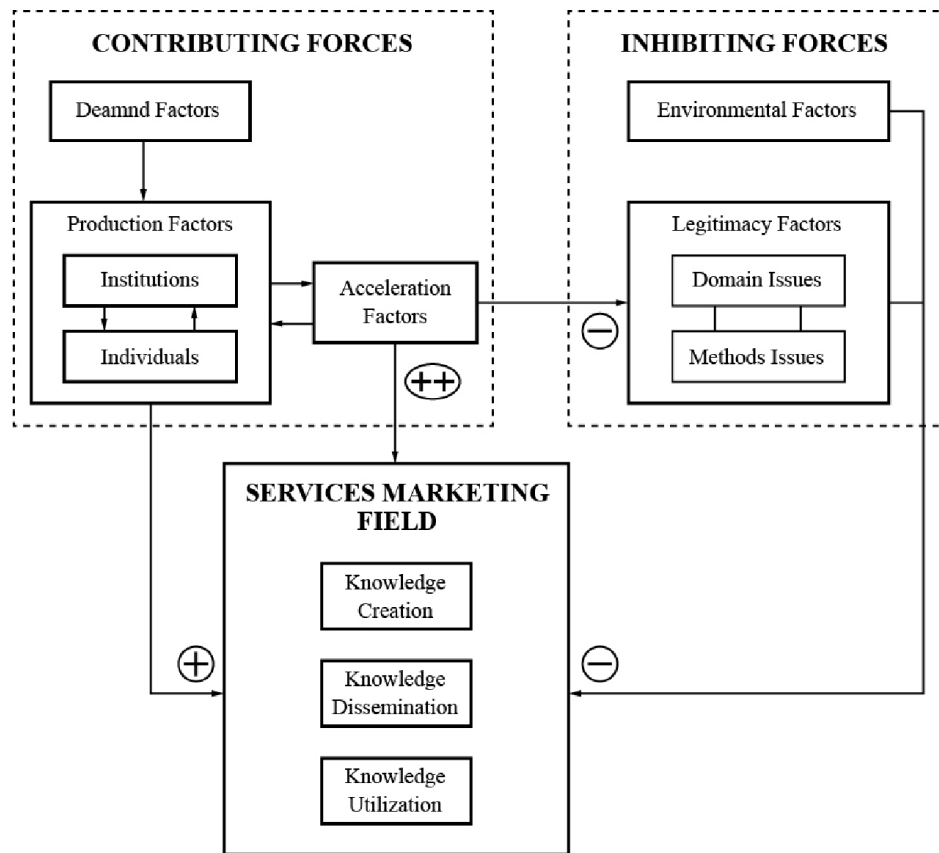 CONTRIBUTING FORCES
Deamnd Factors
Production Factors
Institutions
Individuals
Acceleration
Factors
++
+
INHIBITING FORCES
Environmental Factors
Legitimacy Factors
Domain Issues
Methods Issues
−
−
SERVICES MARKETING
FIELD
Knowledge
Creation
Knowledge
Dissemination
Knowledge
Utilization